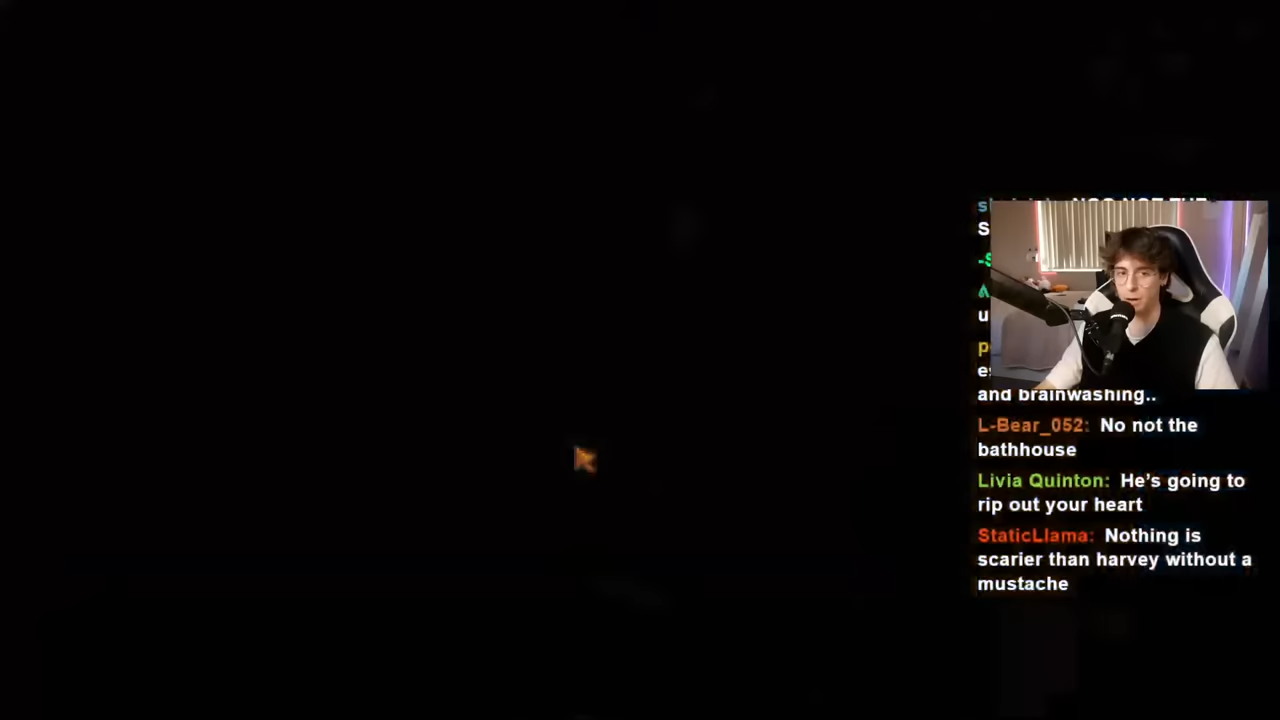 and brainwashing..
L-Bear_052: No not the
bathhouse
Livia Quinton: He's going to
rip out your heart
StaticLlama: Nothing is
scarier than harvey without a
mustache